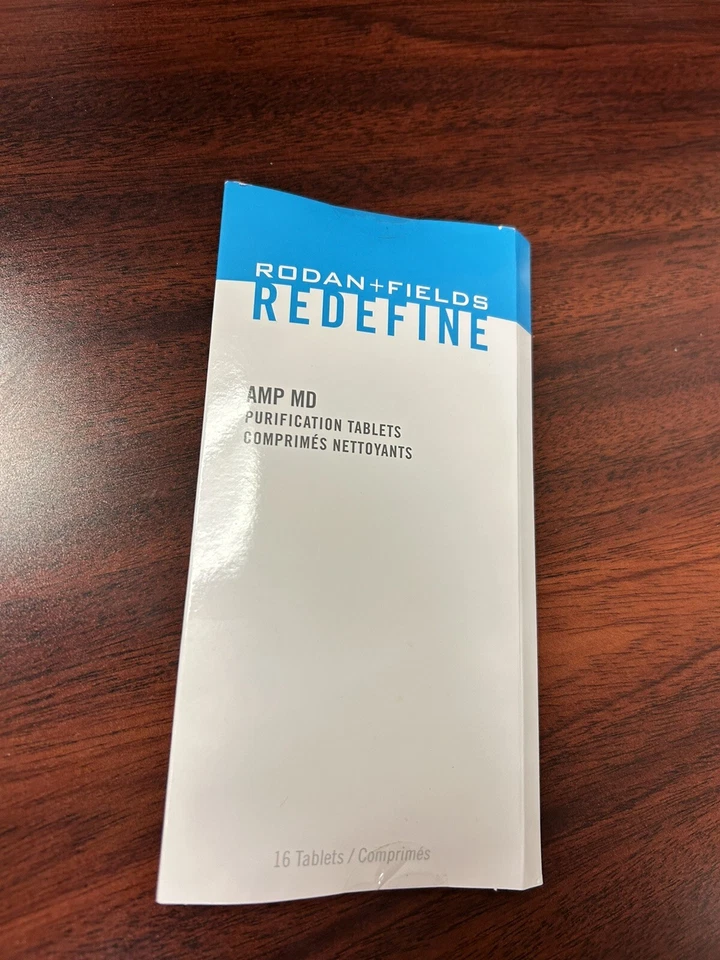 RODAN+FIELDS
REDEFINE
AMP MD
PURIFICATION TABLETS
COMPRIMÉS NETTOYANTS
16 Tablets / Comprimés